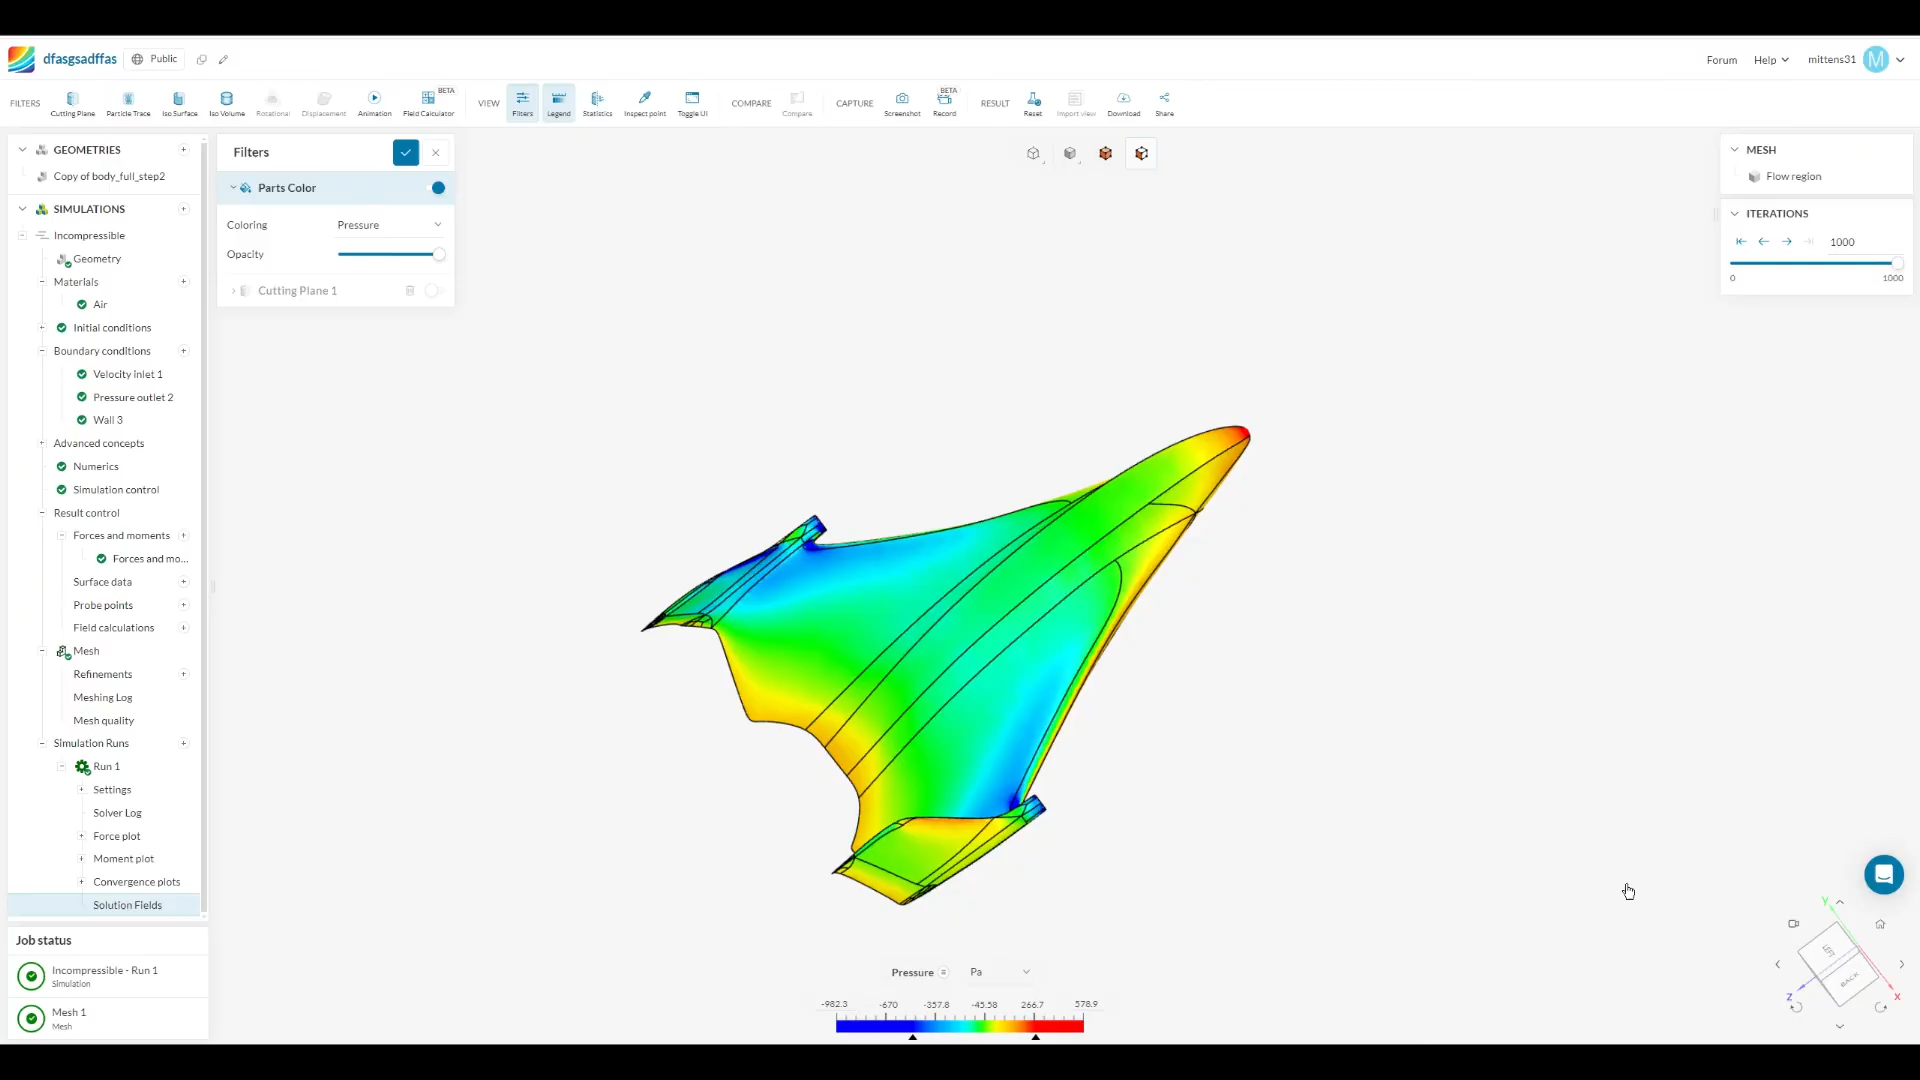 dfasgsadffas
Public
Forum
Help
mittens31
M
FILTERS
Cutting Plane
Particle Trace
Iso Surface
Iso Volume
Rotational
Displacement
Animation
BETA
Field Calculator
VIEW
Filters
Legend
Statistics
Inspect point
Toggle UI
COMPARE
Compare
CAPTURE
Screenshot
BETA
Record
RESULT
Reset
Import view
Download
Share
GEOMETRIES
Copy of body_full_step2
SIMULATIONS
Incompressible
Geometry
Materials
Air
Initial conditions
Boundary conditions
Velocity inlet 1
Pressure outlet 2
Wall 3
Advanced concepts
Numerics
Simulation control
Result control
Forces and moments
Forces and mo...
Surface data
Probe points
Field calculations
Mesh
Refinements
Meshing Log
Mesh quality
Simulation Runs
Run 1
Settings
Solver Log
Force plot
Moment plot
Convergence plots
Solution Fields
Job status
Incompressible - Run 1
Simulation
Mesh 1
Mesh
Filters
Parts Color
Coloring
Pressure
Opacity
Cutting Plane 1
MESH
Flow region
ITERATIONS
1000
0
1000
Pressure
Pa
-982.3
-670
-357.8
-45.58
266.7
578.9
Y
LEFT
BACK
Z
X